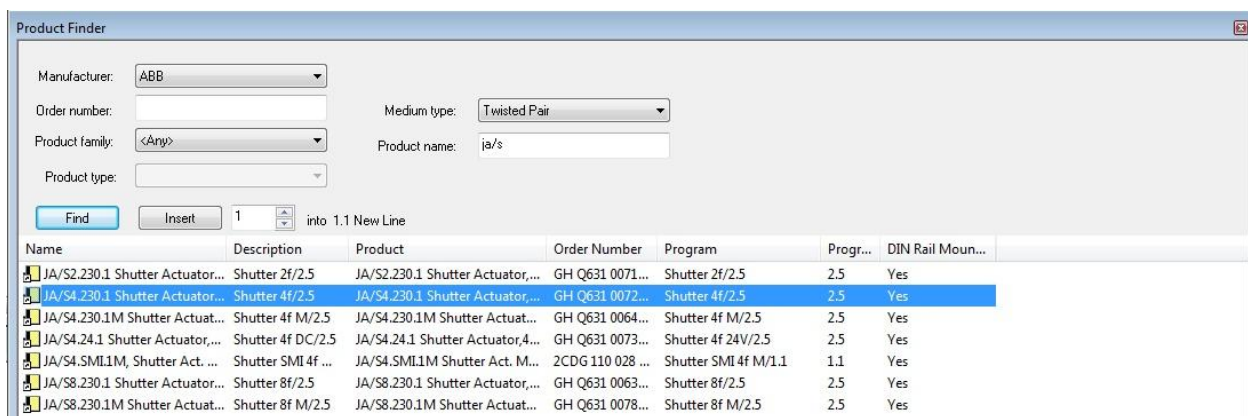 Product Finder
Manufacturer: ABB
Order number: Medium type: Twisted Pair
Product family: <Any> Product name: ja/s
Product type:
Find Insert 1 into 1.1 New Line
Name Description Product Order Number Program Progr... DIN Rail Moun...
JA/S2.230.1 Shutter Actuator... Shutter 2f/2.5 JA/S2.230.1 Shutter Actuator,... GH Q631 0071... Shutter 2f/2.5 2.5 Yes
JA/S4.230.1 Shutter Actuator... Shutter 4f/2.5 JA/S4.230.1 Shutter Actuator,... GH Q631 0072... Shutter 4f/2.5 2.5 Yes
JA/S4.230.1M Shutter Actuat... Shutter 4f M/2.5 JA/S4.230.1M Shutter Actuat... GH Q631 0064... Shutter 4f M/2.5 2.5 Yes
JA/S4.24.1 Shutter Actuator,... Shutter 4f DC/2.5 JA/S4.24.1 Shutter Actuator,4... GH Q631 0073... Shutter 4f 24V/2.5 2.5 Yes
JA/S4.SMI.1M, Shutter Act. ... Shutter SMI 4f ... JA/S4.SMI.1M Shutter Act. M... 2CDG 110 028 ... Shutter SMI 4f M/1.1 1.1 Yes
JA/S8.230.1 Shutter Actuator... Shutter 8f/2.5 JA/S8.230.1 Shutter Actuator,... GH Q631 0063... Shutter 8f/2.5 2.5 Yes
JA/S8.230.1M Shutter Actuat... Shutter 8f M/2.5 JA/S8.230.1M Shutter Actuat... GH Q631 0078... Shutter 8f M/2.5 2.5 Yes